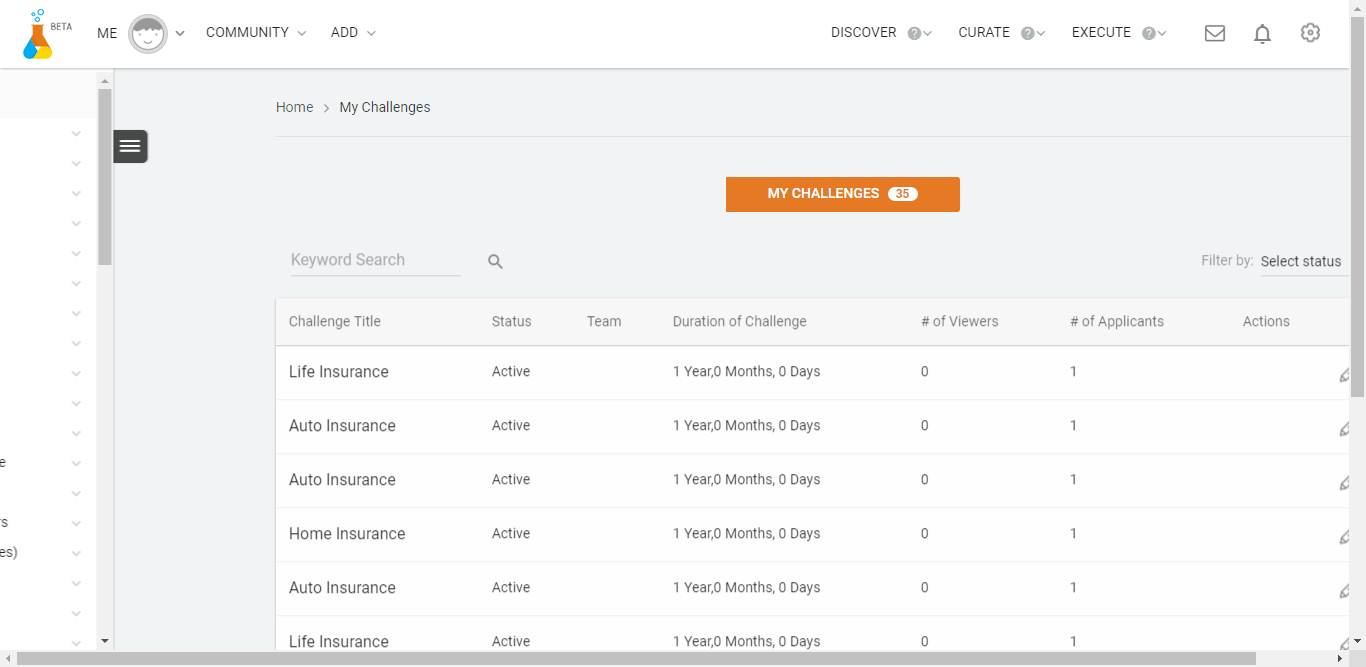 BETA
ME
COMMUNITY
ADD
DISCOVER ?
CURATE ?
EXECUTE ?
Home > My Challenges
MY CHALLENGES 35
Keyword Search
Filter by: Select status
Challenge Title Status Team Duration of Challenge # of Viewers # of Applicants Actions
Life Insurance Active 1 Year,0 Months, 0 Days 0 1
Auto Insurance Active 1 Year,0 Months, 0 Days 0 1
Auto Insurance Active 1 Year,0 Months, 0 Days 0 1
e
Home Insurance Active 1 Year,0 Months, 0 Days 0 1
rs
es)
Auto Insurance Active 1 Year,0 Months, 0 Days 0 1
Life Insurance Active 1 Year,0 Months, 0 Days 0 1